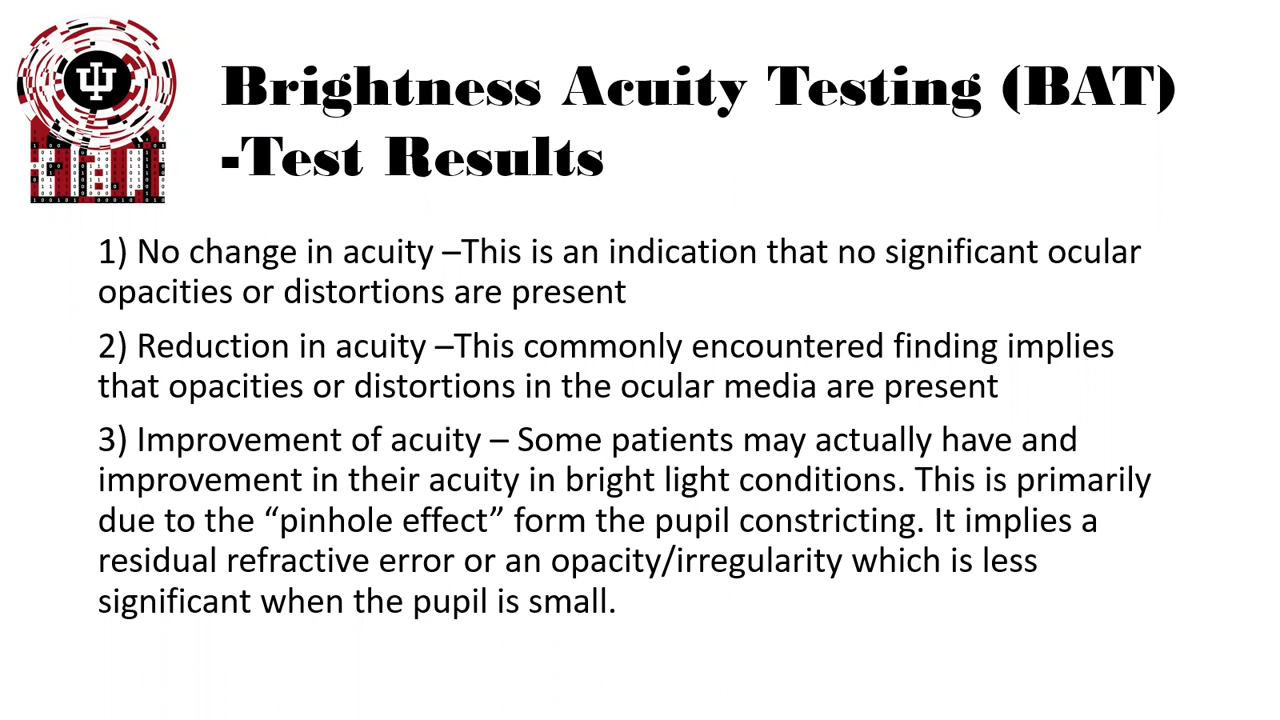 Brightness Acuity Testing (BAT)
-Test Results
1) No change in acuity –This is an indication that no significant ocular
opacities or distortions are present
2) Reduction in acuity –This commonly encountered finding implies
that opacities or distortions in the ocular media are present
3) Improvement of acuity – Some patients may actually have and
improvement in their acuity in bright light conditions. This is primarily
due to the “pinhole effect” form the pupil constricting. It implies a
residual refractive error or an opacity/irregularity which is less
significant when the pupil is small.